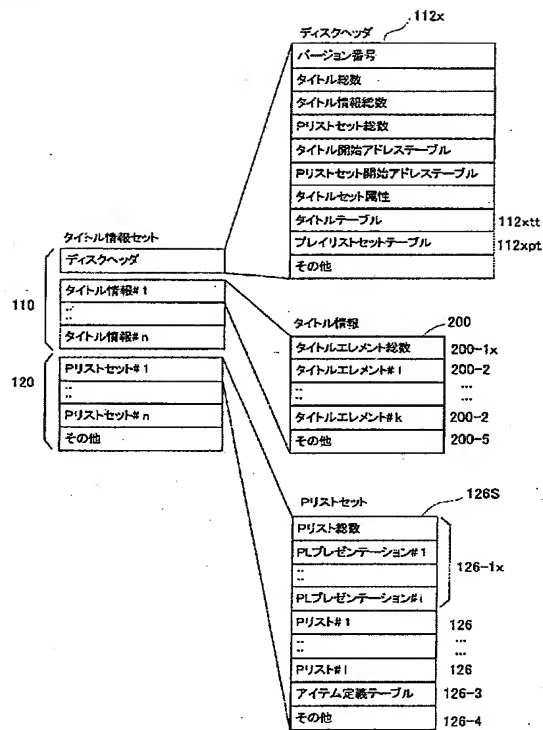 ディスクヘッダ
112x
バージョン番号
タイトル総数
タイトル情報総数
Pリストセット総数
タイトル開始アドレステーブル
Pリストセット開始アドレステーブル
タイトルセット属性
タイトルテーブル 112xtt
プレイリストセットテーブル 112xpt
その他
タイトル情報セット
ディスクヘッダ
110
タイトル情報#1
::
タイトル情報#n
120
Pリストセット#1
::
Pリストセット#n
その他
タイトル情報 200
タイトルエレメント総数 200-1x
タイトルエレメント#1 200-2
:: ...
...
タイトルエレメント#k 200-2
その他 200-5
Pリストセット 126S
Pリスト総数
PLプレゼンテーション#1
::
PLプレゼンテーション#i
126-1x
Pリスト#1 126
:: ...
...
Pリスト#l 126
アイテム定義テーブル 126-3
その他 126-4